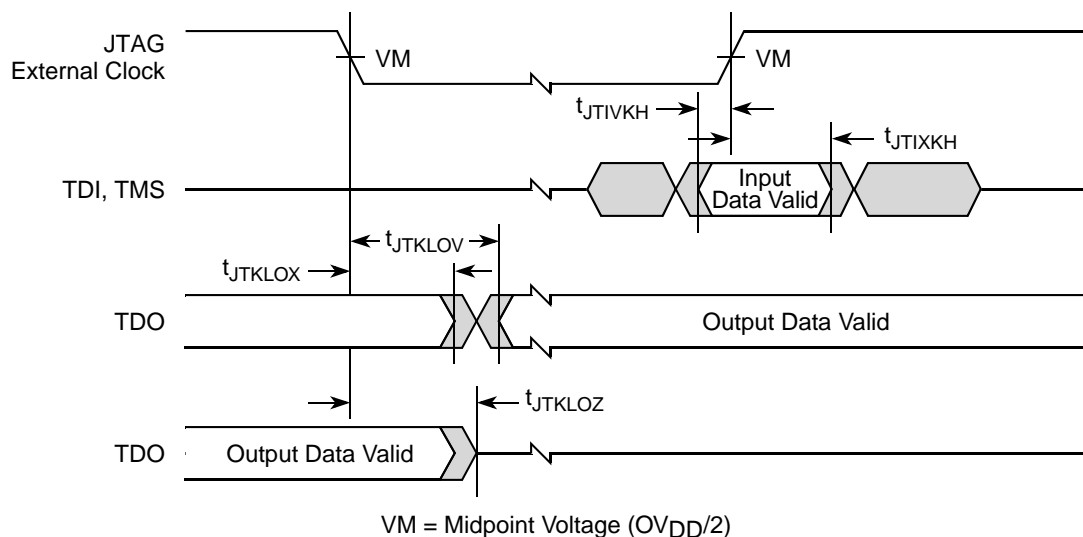 JTAG
External Clock
VM
VM
tJTIVKH
tJTIXKH
TDI, TMS
Input
Data Valid
tJTKLOV
tJTKLOX
TDO
Output Data Valid
tJTKLOZ
TDO
Output Data Valid
VM = Midpoint Voltage (OVDD/2)